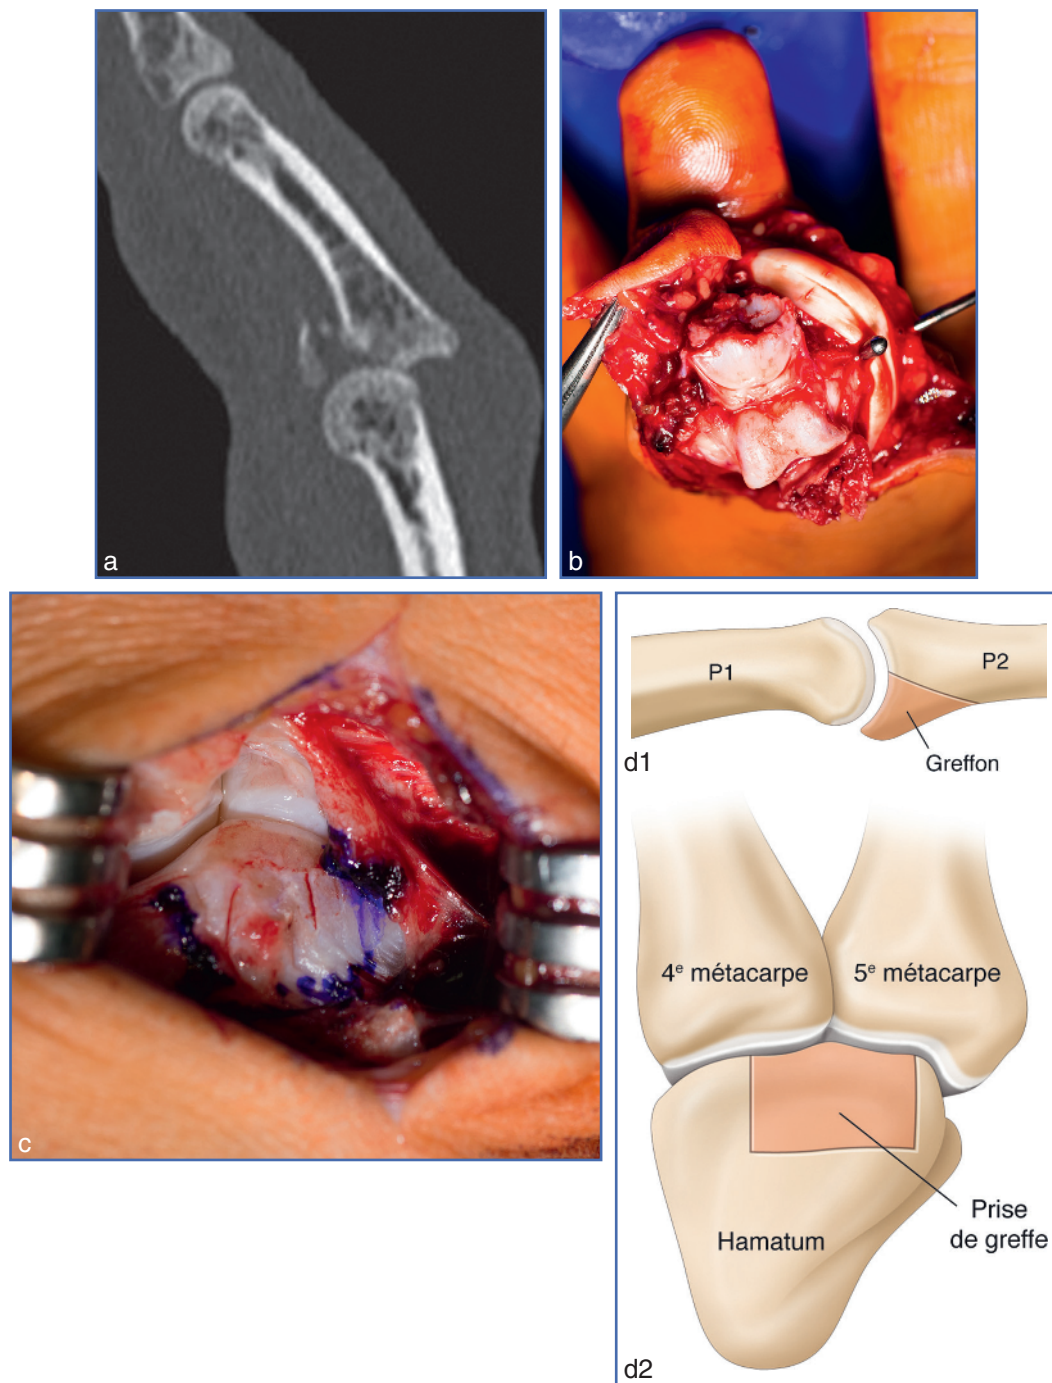 a
b
c
P1
P2
Greffon
d1
4e métacarpe
5e métacarpe
Prise
de greffe
Hamatum
d2